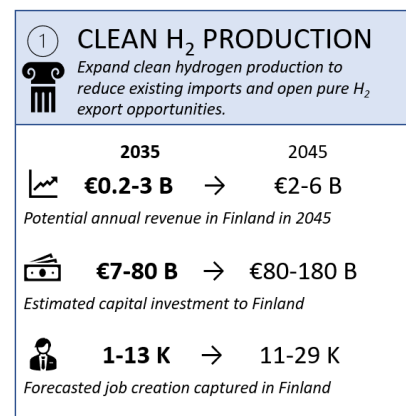 1 CLEAN H₂ PRODUCTION
Expand clean hydrogen production to
reduce existing imports and open pure H₂
export opportunities.
2035 2045
€0.2-3 B → €2-6 B
Potential annual revenue in Finland in 2045
€7-80 B → €80-180 B
Estimated capital investment to Finland
1-13 K → 11-29 K
Forecasted job creation captured in Finland